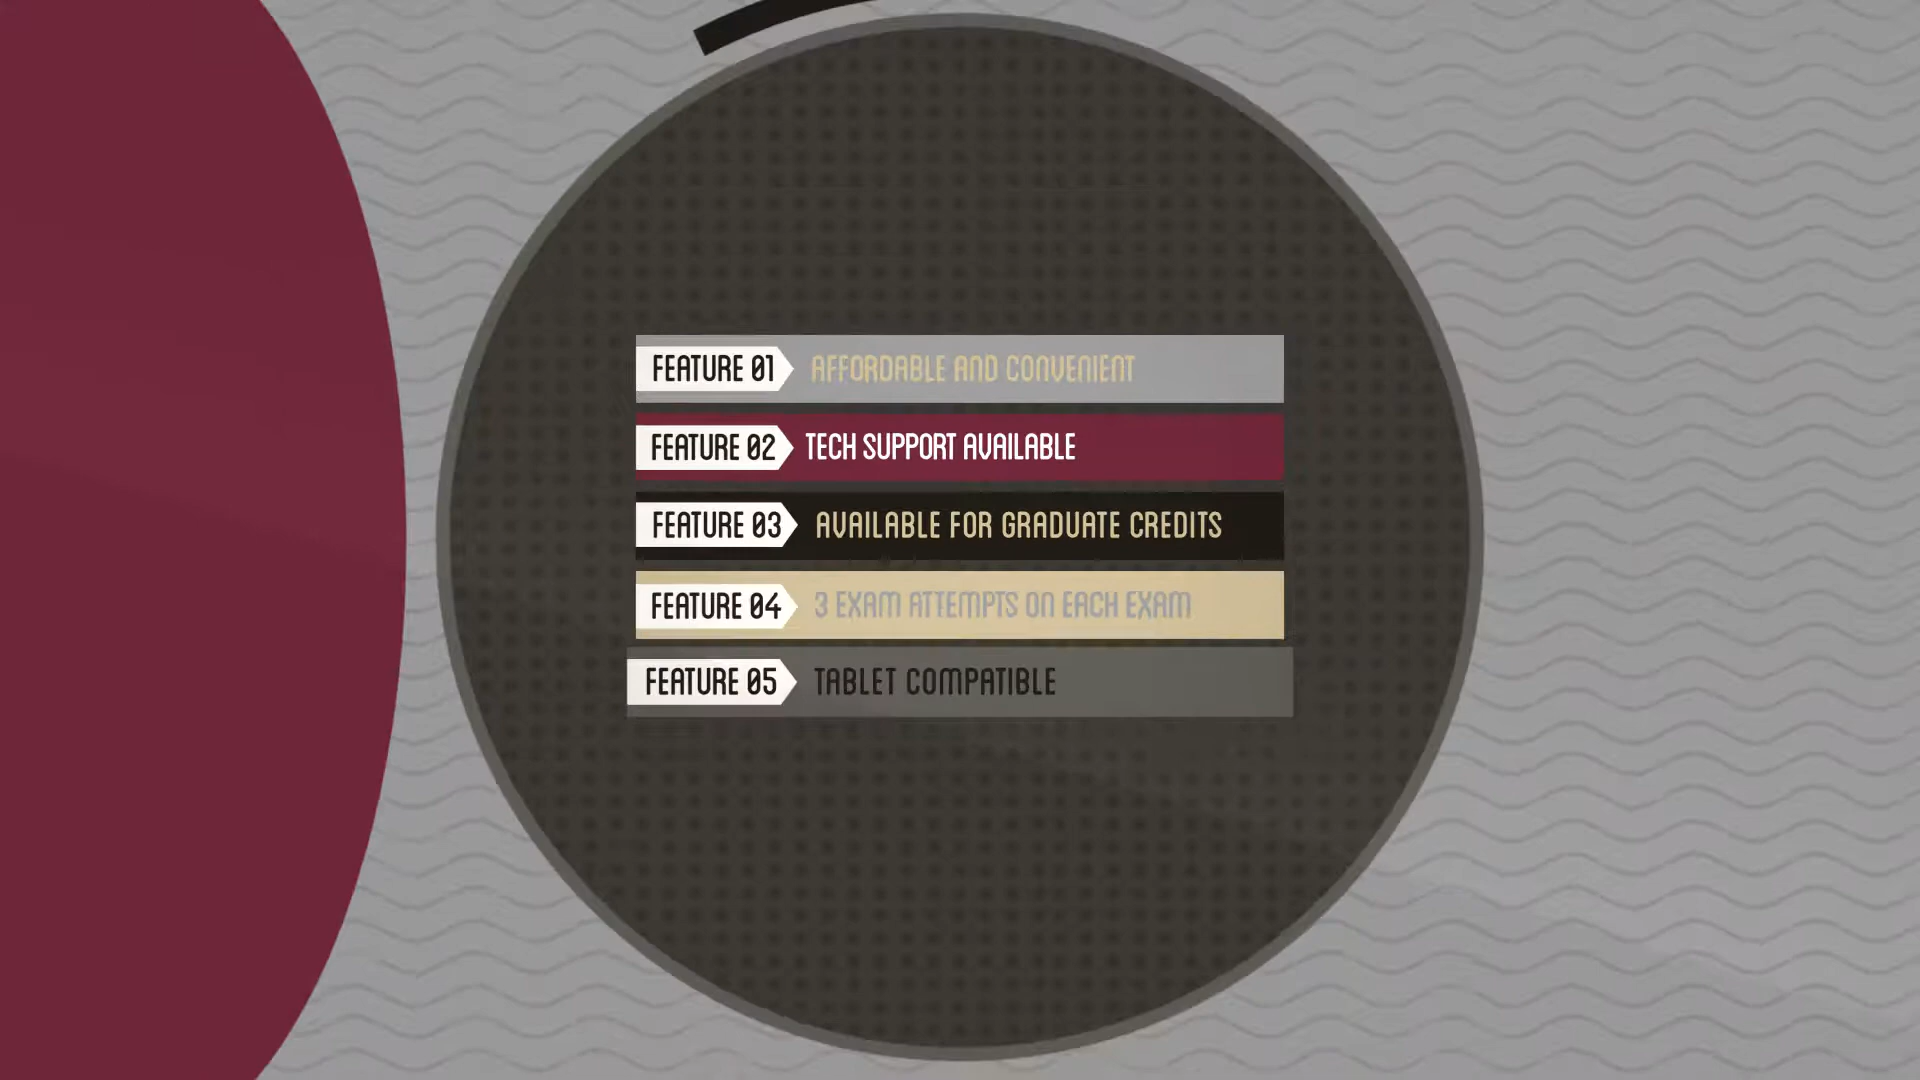 FEATURE 01 AFFORDABLE AND CONVENIENT
FEATURE 02 TECH SUPPORT AVAILABLE
FEATURE 03 AVAILABLE FOR GRADUATE CREDITS
FEATURE 04 3 EXAM ATTEMPTS ON EACH EXAM
FEATURE 05 TABLET COMPATIBLE